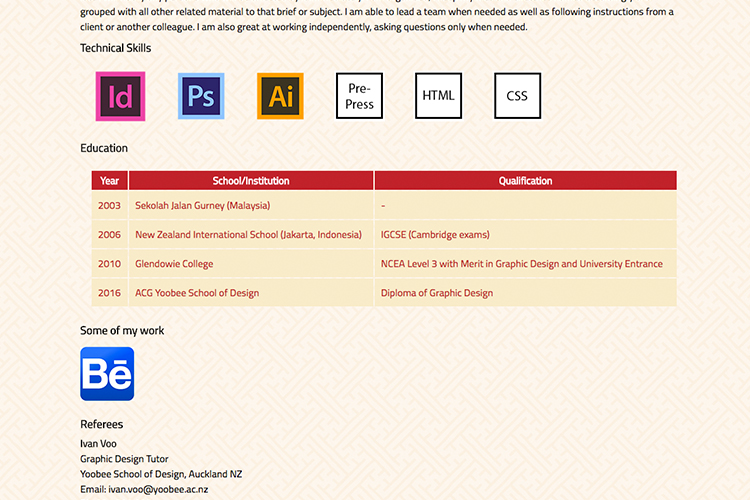 grouped with all other related material to that brief or subject. I am able to lead a team when needed as well as following instructions from a
client or another colleague. I am also great at working independently, asking questions only when needed.
Technical Skills
Id Ps Ai Pre-Press HTML CSS
Education
Year School/Institution Qualification
2003 Sekolah Jalan Gurney (Malaysia) -
2006 New Zealand International School (Jakarta, Indonesia) IGCSE (Cambridge exams)
2010 Glendowie College NCEA Level 3 with Merit in Graphic Design and University Entrance
2016 ACG Yoobee School of Design Diploma of Graphic Design
Some of my work
Bē
Referees
Ivan Voo
Graphic Design Tutor
Yoobee School of Design, Auckland NZ
Email: ivan.voo@yoobee.ac.nz